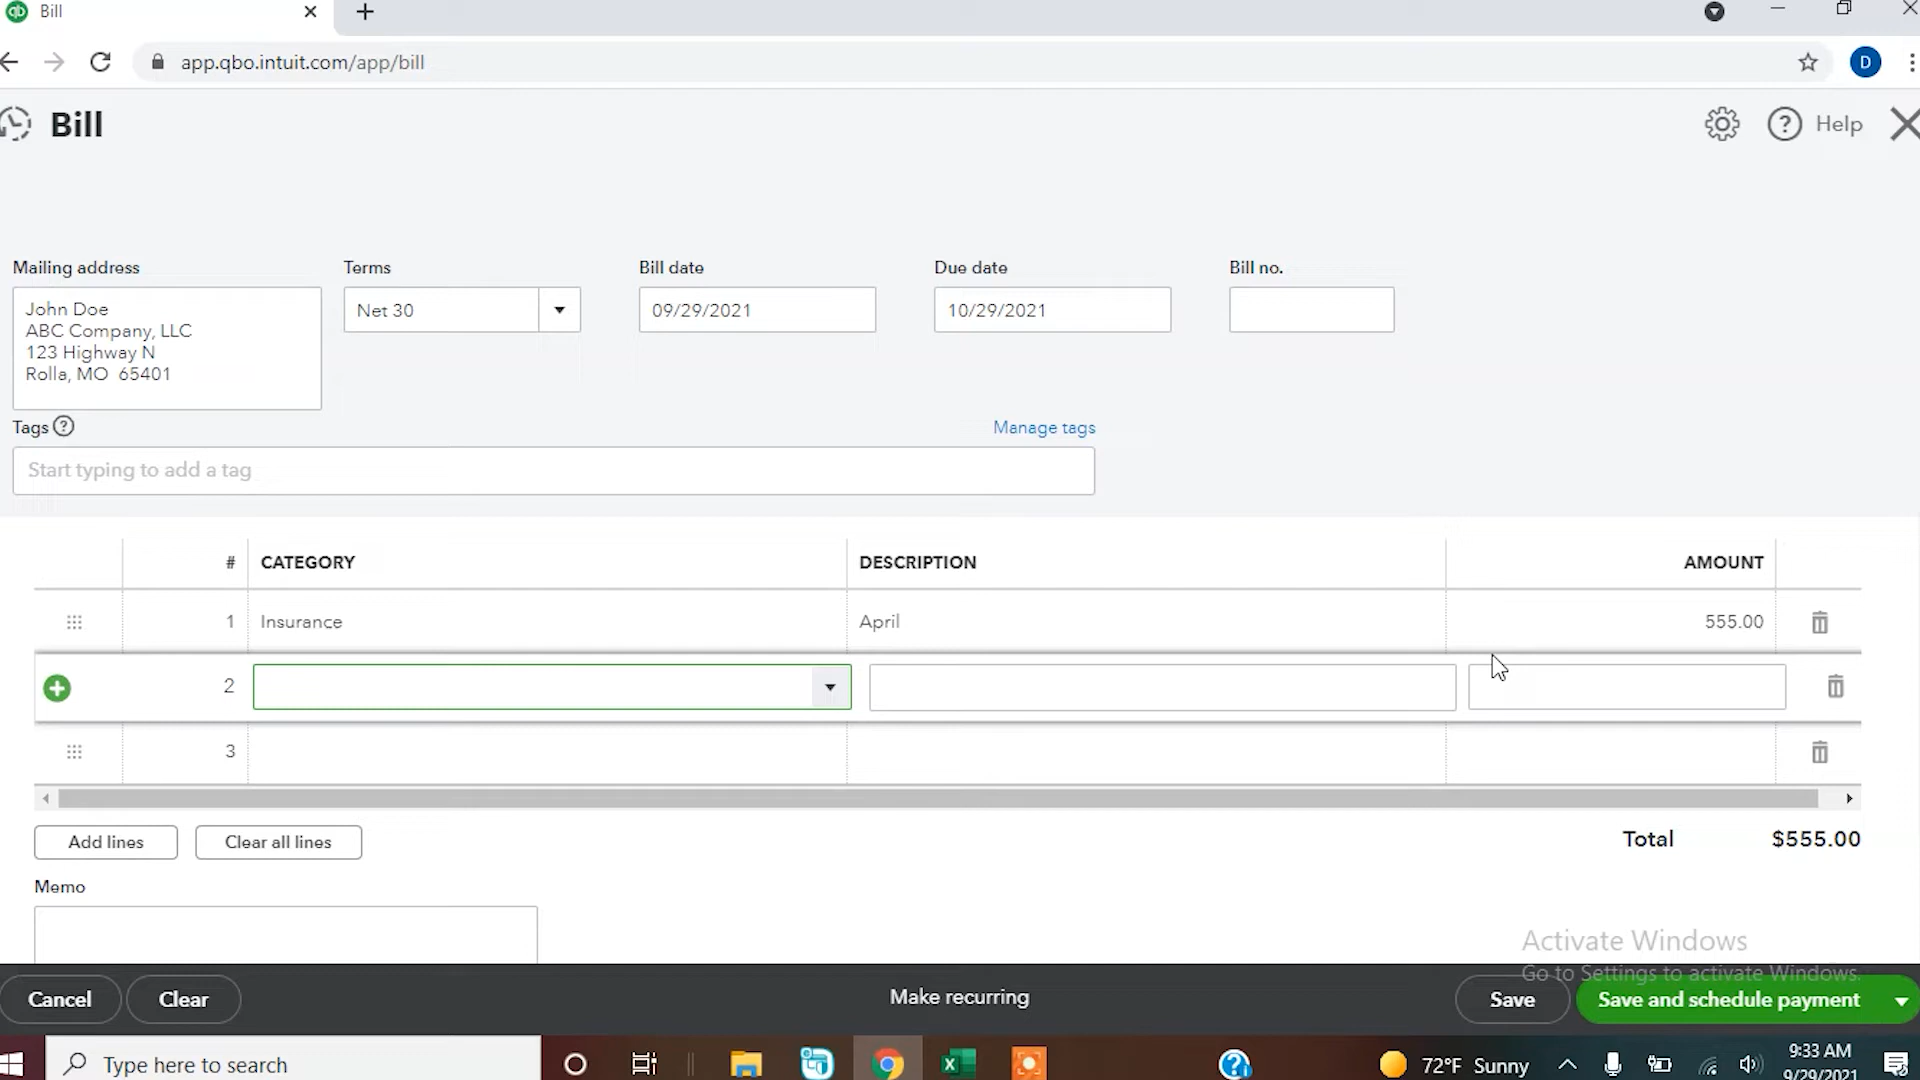 qb Bill
app.qbo.intuit.com/app/bill
D
Bill
? Help
Mailing address
John Doe
ABC Company, LLC
123 Highway N
Rolla, MO 65401
Terms
Net 30
Bill date
09/29/2021
Due date
10/29/2021
Bill no.
Tags ?
Manage tags
Start typing to add a tag
# CATEGORY DESCRIPTION AMOUNT
1 Insurance April 555.00
2
3
Add lines Clear all lines
Total $555.00
Memo
Activate Windows
Go to Settings to activate Windows.
Cancel Clear Make recurring Save Save and schedule payment
Type here to search
72°F Sunny
9:33 AM
9/29/2021